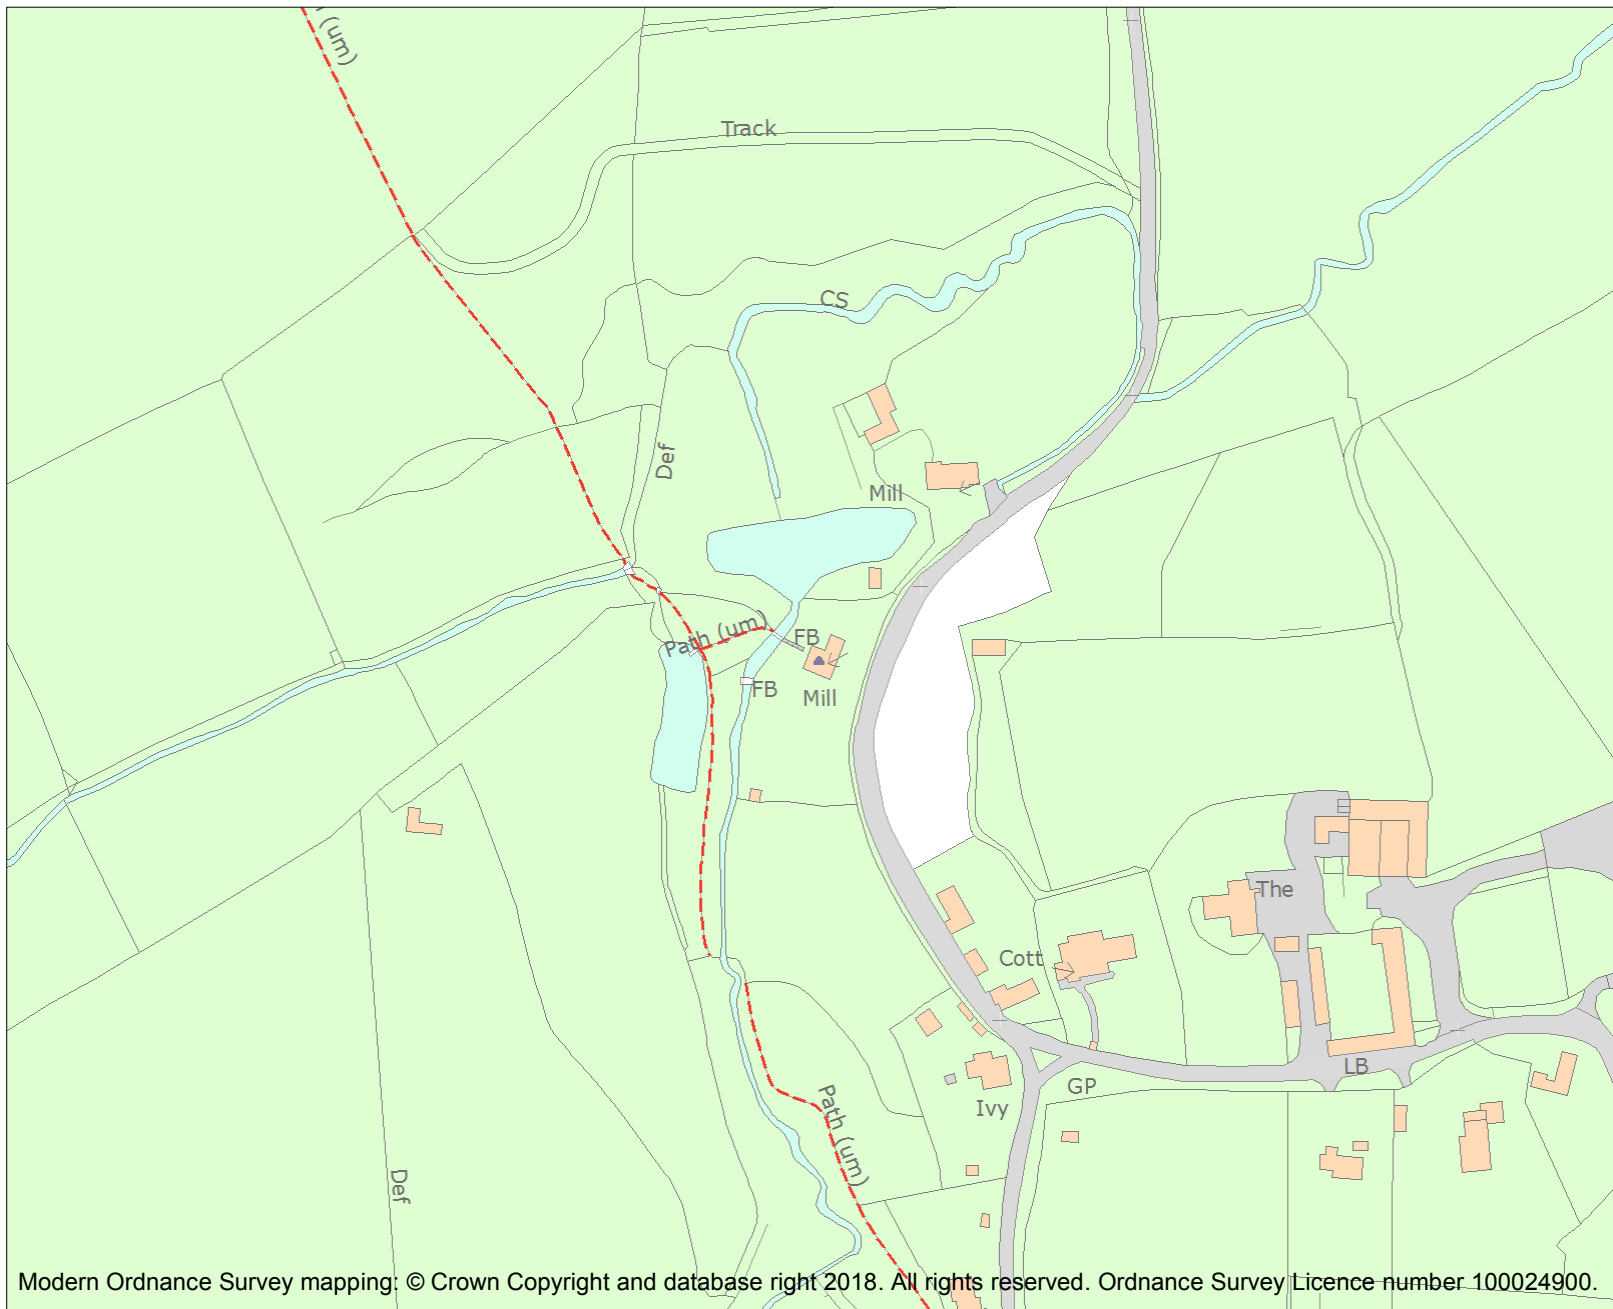 (um)
Track
CS
Def
Mill
Path (um)
FB
FB
Mill
The
Cott
LB
GP
Ivy
Path (um)
Def
Modern Ordnance Survey mapping: © Crown Copyright and database right 2018. All rights reserved. Ordnance Survey Licence number 100024900.